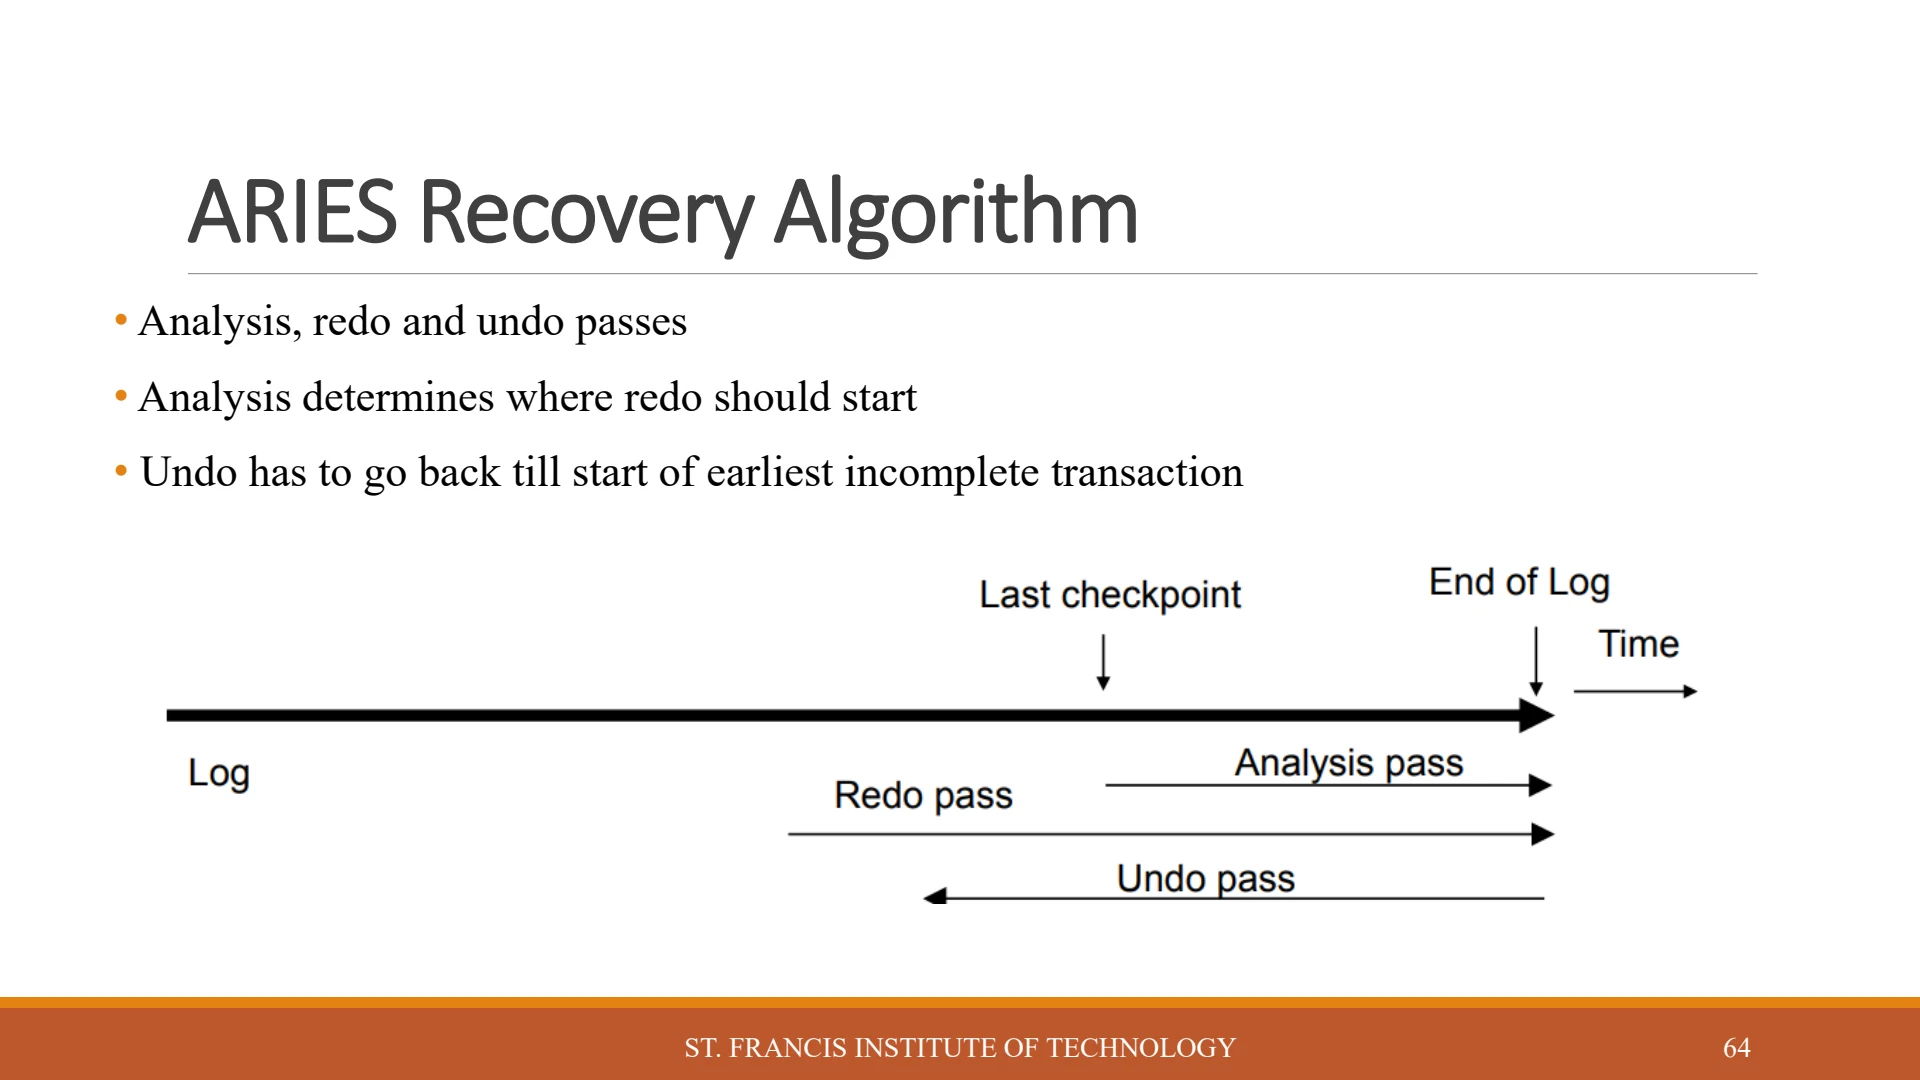 ARIES Recovery Algorithm
• Analysis, redo and undo passes
• Analysis determines where redo should start
• Undo has to go back till start of earliest incomplete transaction
Last checkpoint
End of Log
Time
Log
Analysis pass
Redo pass
Undo pass
ST. FRANCIS INSTITUTE OF TECHNOLOGY
64